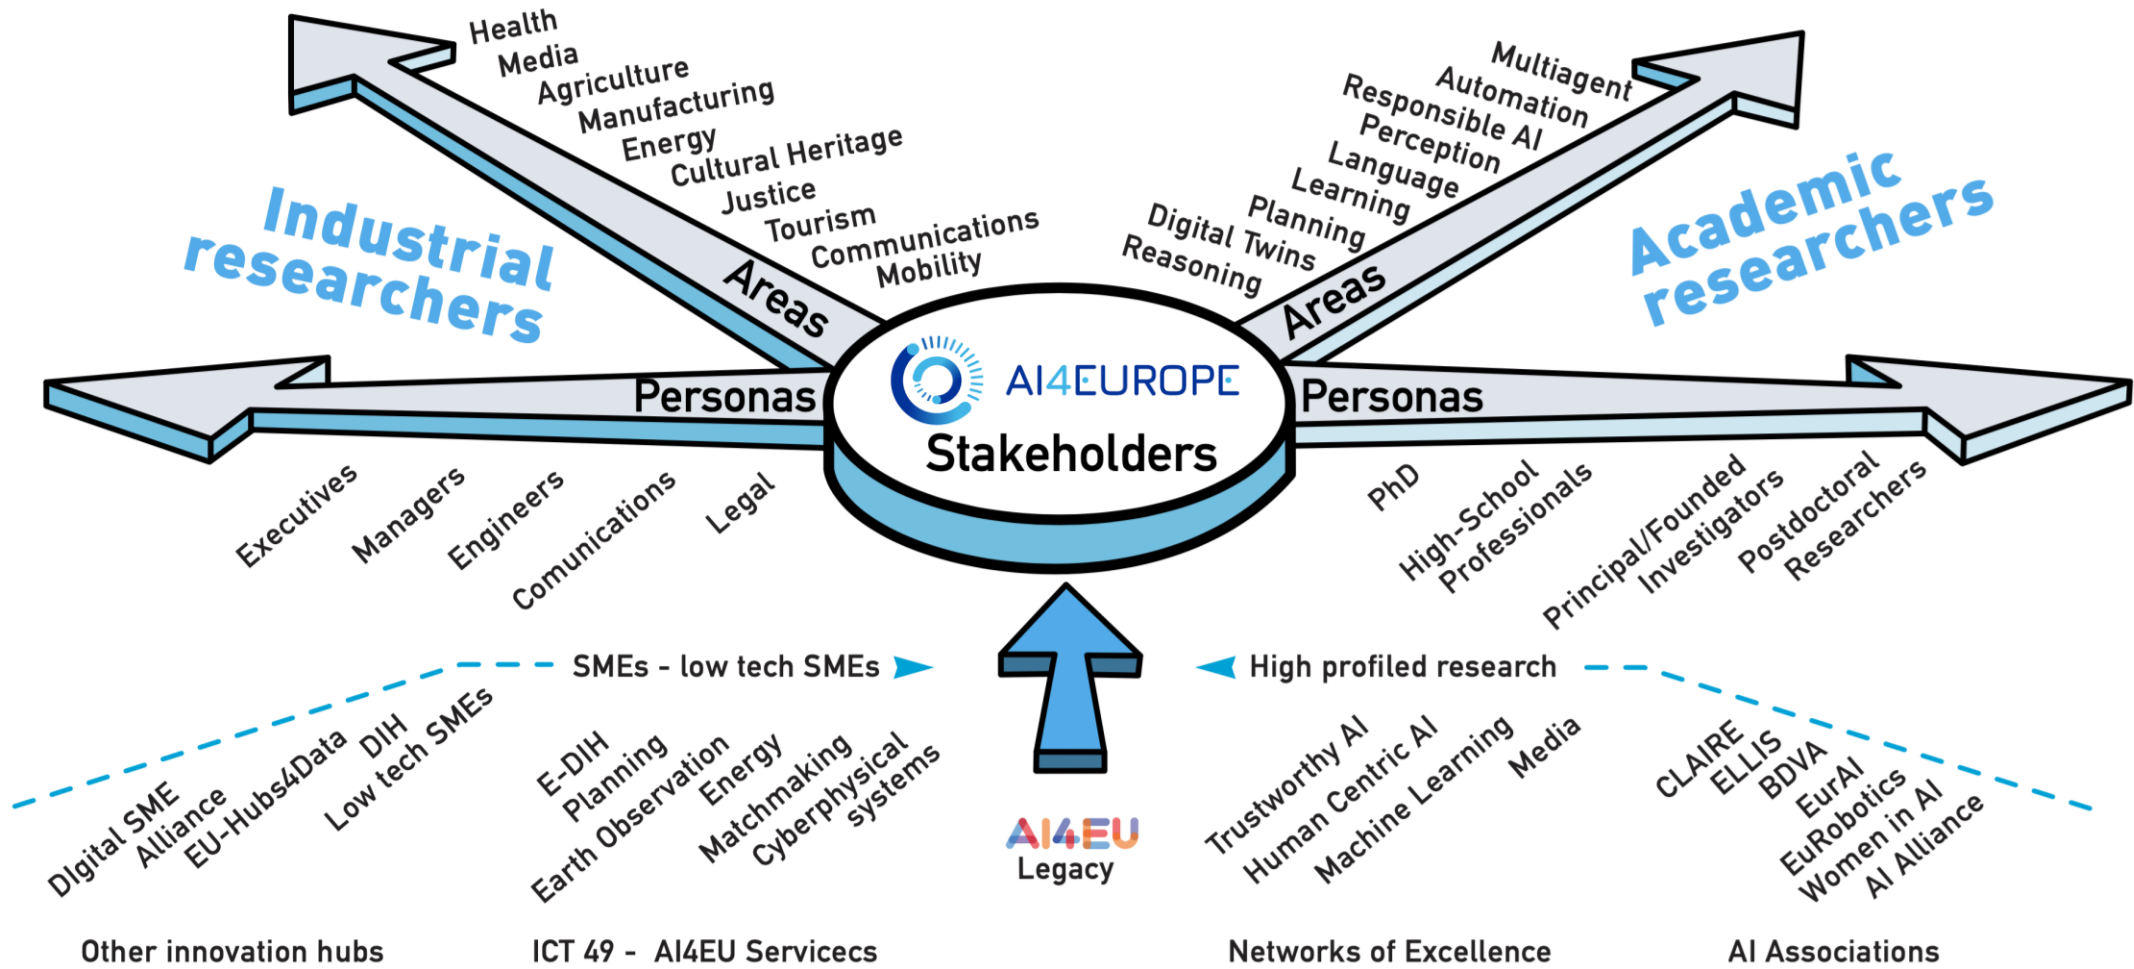 Health
Media
Agriculture
Manufacturing
Energy
Cultural Heritage
Justice
Tourism
Communications
Mobility
Industrial
researchers
Areas
Multiagent
Automation
Responsible AI
Perception
Language
Learning
Planning
Digital Twins
Reasoning
Academic
researchers
Areas
Personas
AI4EUROPE
Stakeholders
Personas
Executives
Managers
Engineers
Comunications
Legal
PhD
High-School
Professionals
Principal/Founded
Investigators
Postdoctoral
Researchers
SMEs - low tech SMEs
High profiled research
DIgital SME
Alliance
EU-Hubs4Data
DIH
Low tech SMEs
E-DIH
Planning
Earth Observation
Energy
Matchmaking
Cyberphysical
systems
AI4EU
Legacy
Trustworthy AI
Human Centric AI
Machine Learning
Media
CLAIRE
ELLIS
BDVA
EurAI
EuRobotics
Women in AI
AI Alliance
Other innovation hubs
ICT 49 - AI4EU Servicecs
Networks of Excellence
AI Associations